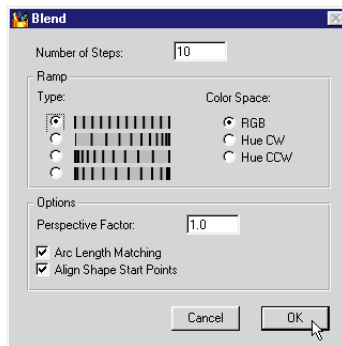 Blend
Number of Steps: 10
Ramp
Type:
Color Space:
RGB
Hue CW
Hue CCW
Options
Perspective Factor: 1.0
Arc Length Matching
Align Shape Start Points
Cancel OK